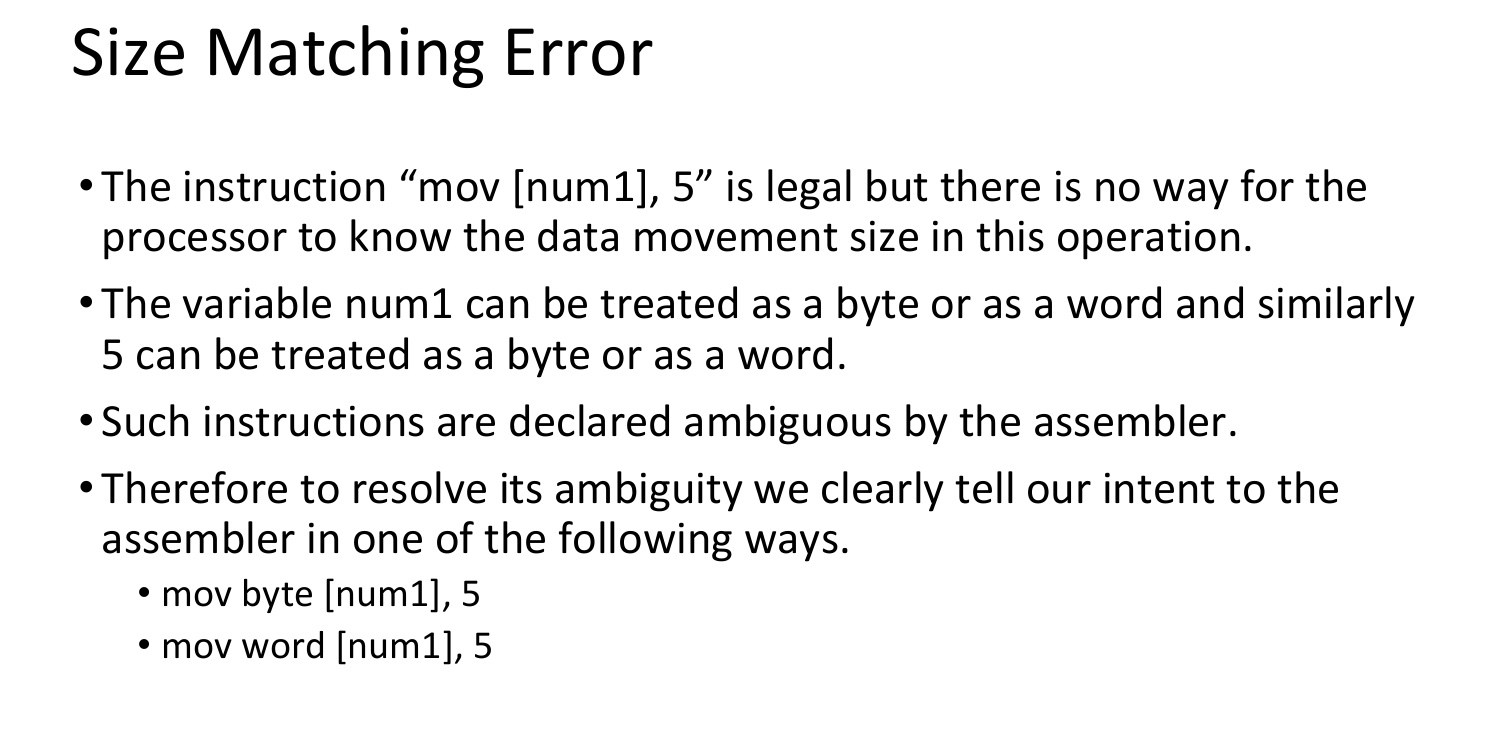 Size Matching Error
•The instruction “mov [num1], 5” is legal but there is no way for the
processor to know the data movement size in this operation.
•The variable num1 can be treated as a byte or as a word and similarly
5 can be treated as a byte or as a word.
•Such instructions are declared ambiguous by the assembler.
•Therefore to resolve its ambiguity we clearly tell our intent to the
assembler in one of the following ways.
• mov byte [num1], 5
• mov word [num1], 5